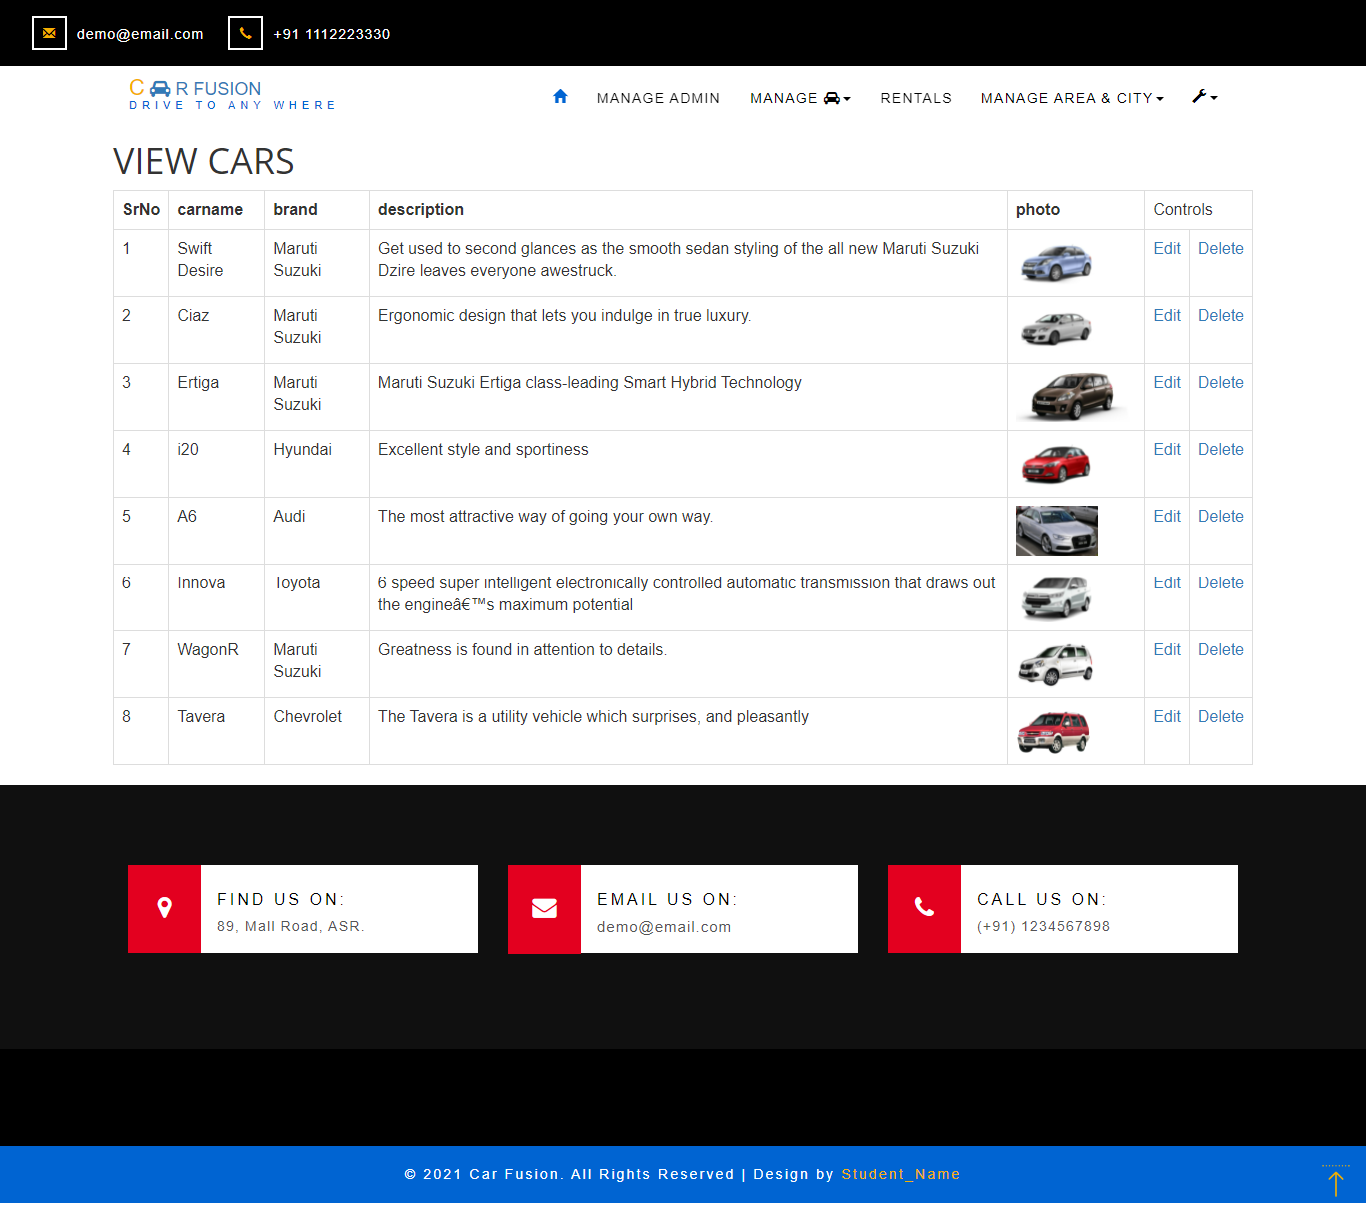 demo@email.com +91 1112223330
C R FUSION
DRIVE TO ANY WHERE
MANAGE ADMIN MANAGE RENTALS MANAGE AREA & CITY
VIEW CARS
SrNo carname brand description photo Controls
1 Swift Desire Maruti Suzuki Get used to second glances as the smooth sedan styling of the all new Maruti Suzuki
Dzire leaves everyone awestruck. Edit Delete
2 Ciaz Maruti Suzuki Ergonomic design that lets you indulge in true luxury. Edit Delete
3 Ertiga Maruti Suzuki Maruti Suzuki Ertiga class-leading Smart Hybrid Technology Edit Delete
4 i20 Hyundai Excellent style and sportiness Edit Delete
5 A6 Audi The most attractive way of going your own way. Edit Delete
6 Innova Toyota 6 speed super intelligent electronically controlled automatic transmission that draws out
the engineâ€™s maximum potential Edit Delete
7 WagonR Maruti Suzuki Greatness is found in attention to details. Edit Delete
8 Tavera Chevrolet The Tavera is a utility vehicle which surprises, and pleasantly Edit Delete
FIND US ON:
89, Mall Road, ASR.
EMAIL US ON:
demo@email.com
CALL US ON:
(+91) 1234567898
© 2021 Car Fusion. All Rights Reserved | Design by Student_Name